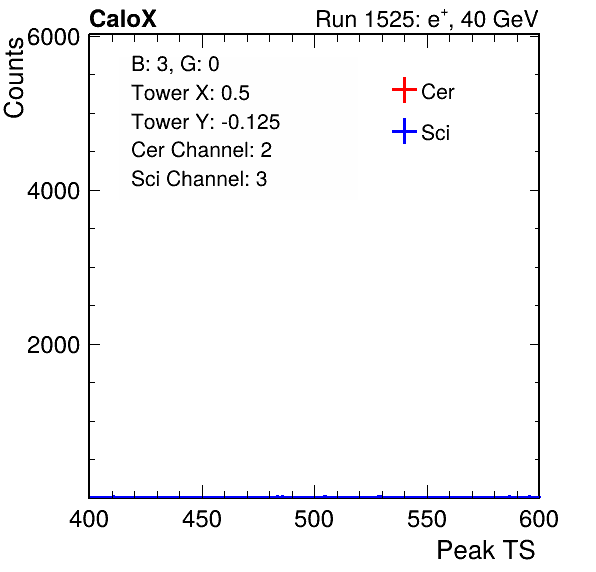 CaloX Run 1525: e+, 40 GeV
6000
Counts
B: 3, G: 0
Tower X: 0.5
Tower Y: -0.125
Cer Channel: 2
Sci Channel: 3
Cer
Sci
4000
2000
400 450 500 550 600
Peak TS